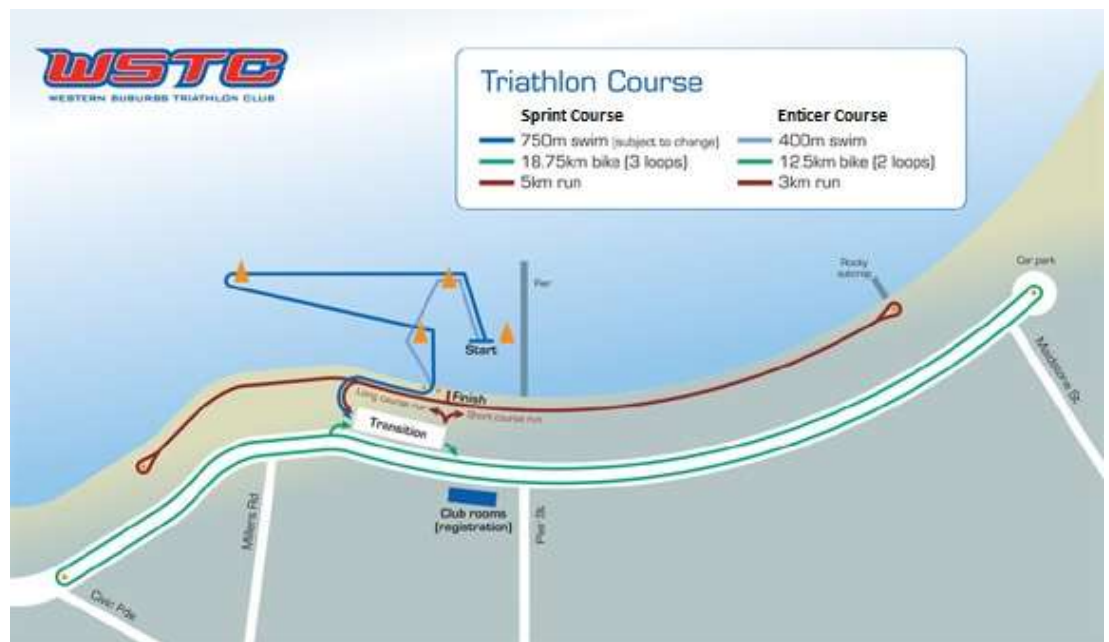 WSTC
WESTERN SUBURBS TRIATHLON CLUB
Triathlon Course
Sprint Course
750m swim (subject to change)
18.75km bike (3 loops)
5km run
Enticer Course
400m swim
12.5km bike (2 loops)
3km run
Pier
Rocky
outcrop
Car park
Start
Finish
Long course run
Short course run
Transition
Maidstone St.
Millers Rd
Club rooms
(registration)
Pier St.
Civic Pde